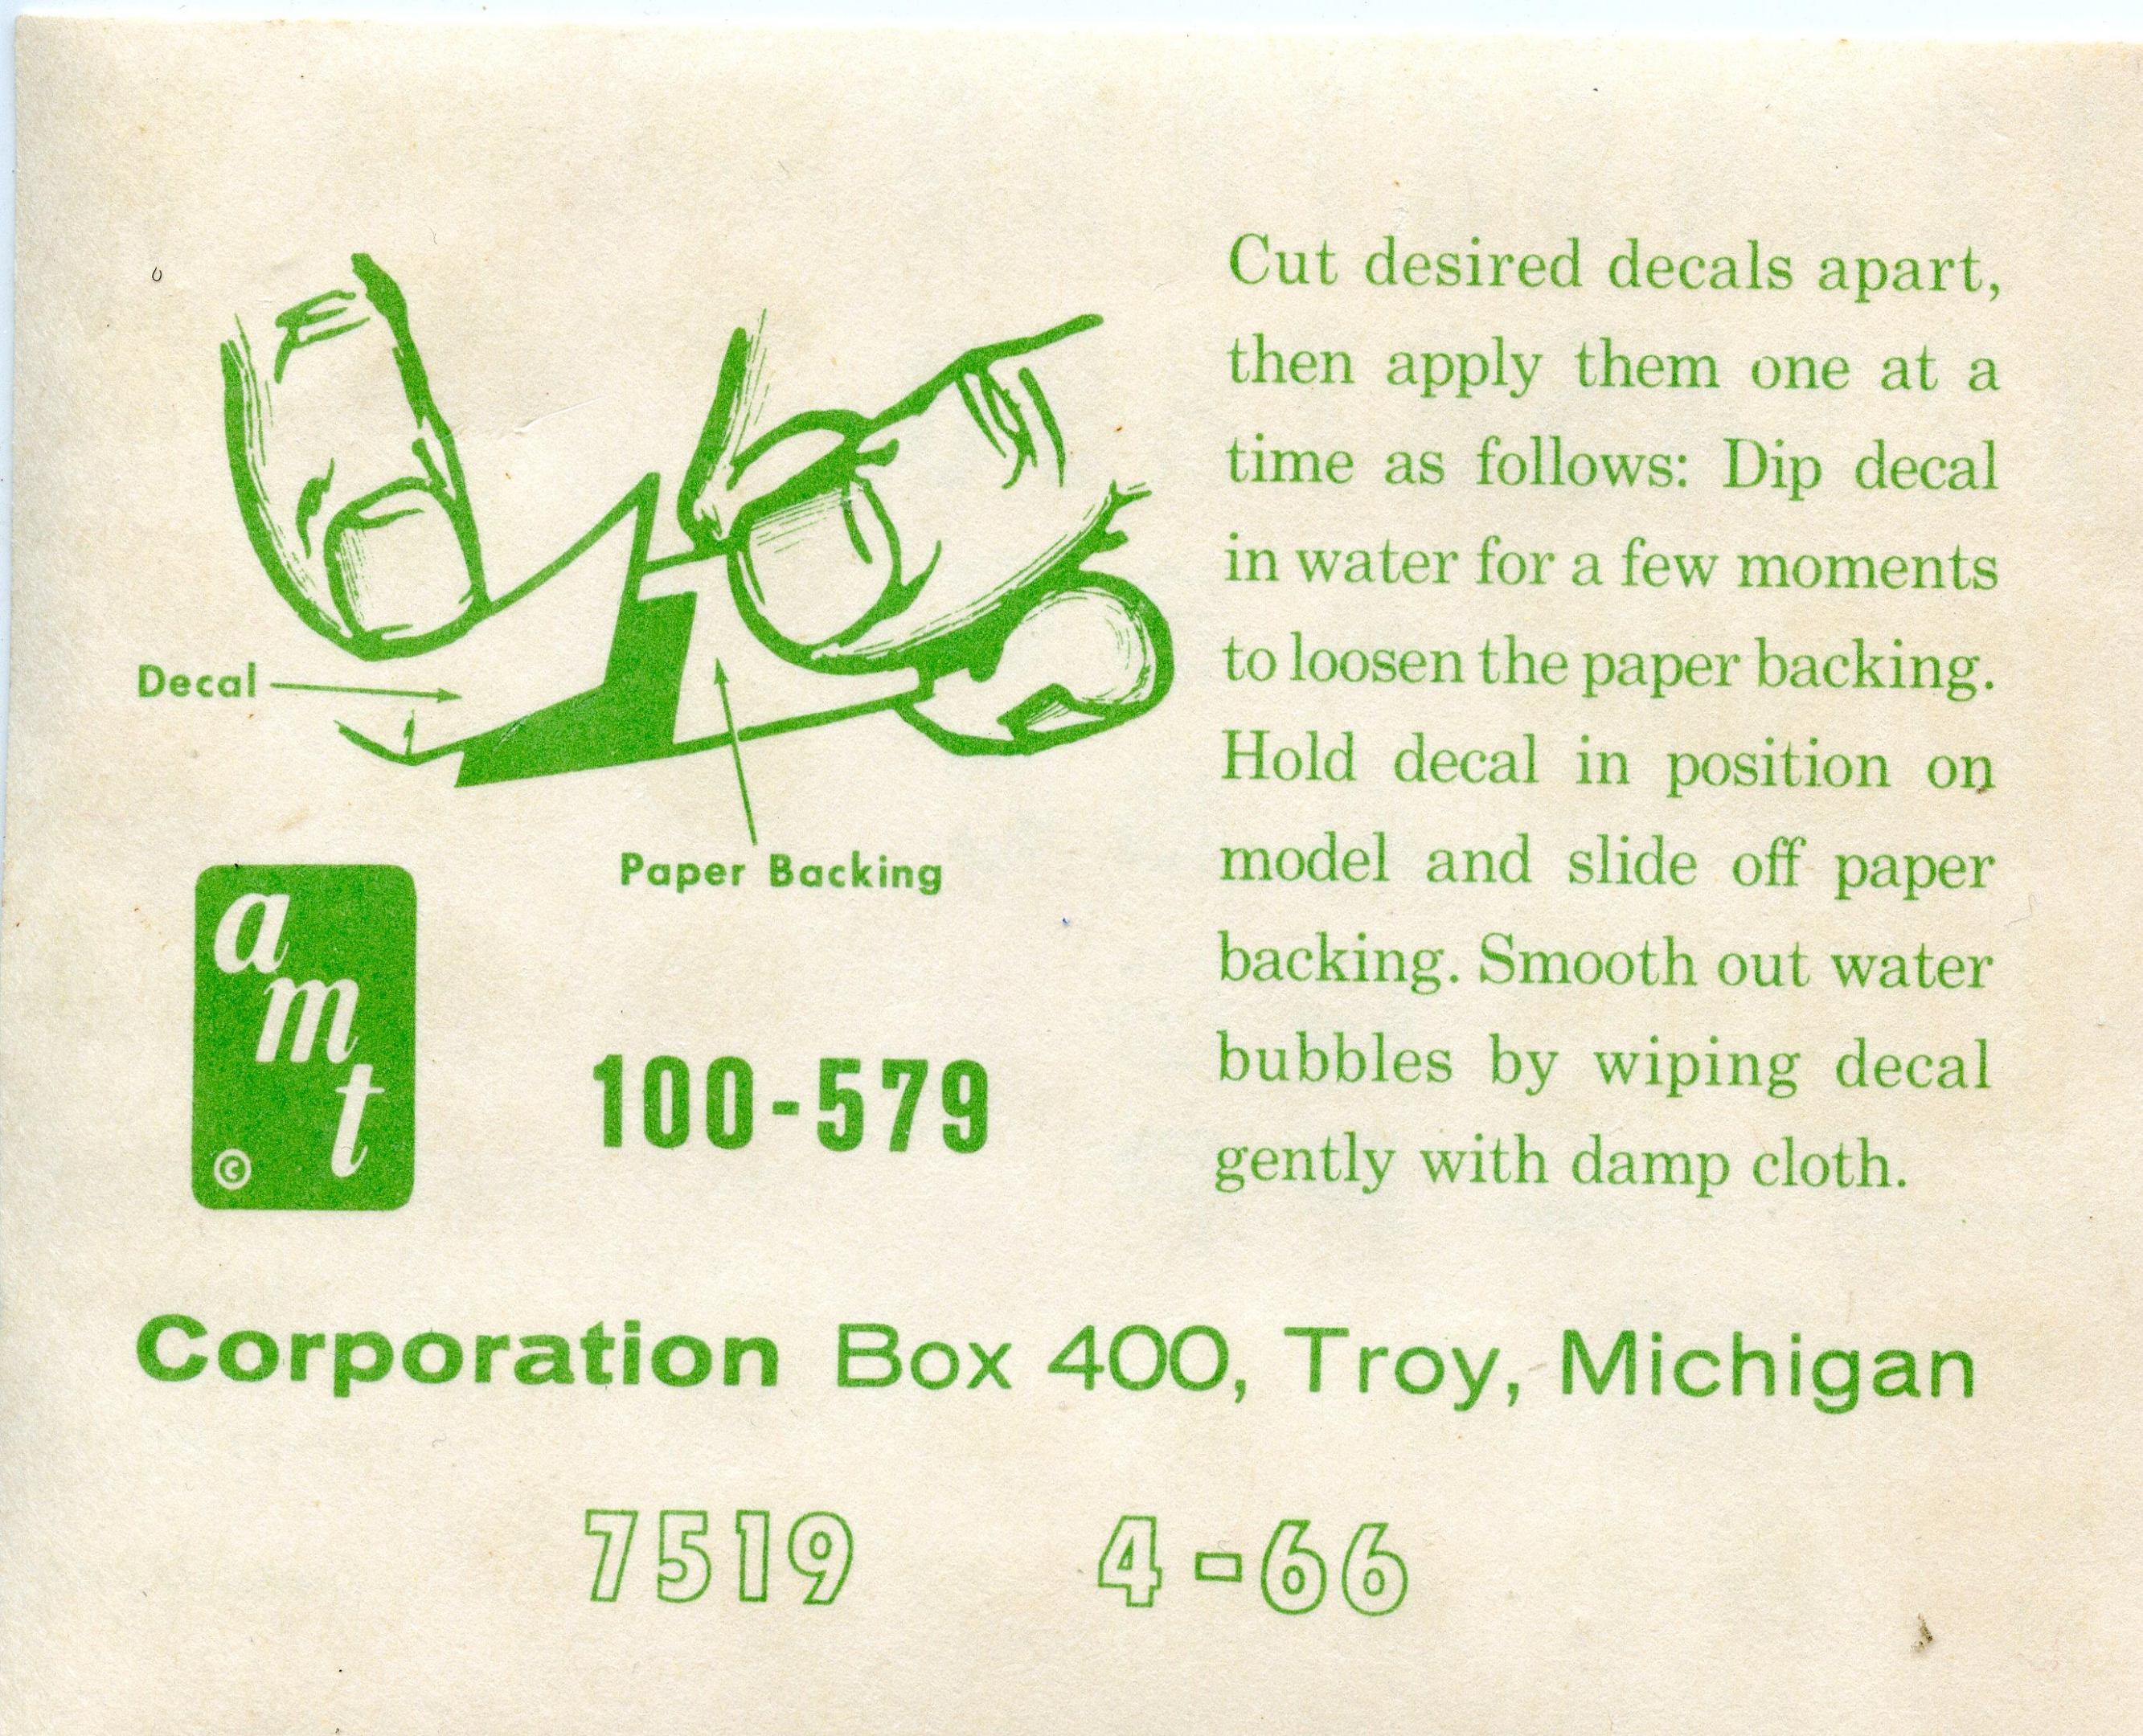 Cut desired decals apart,
then apply them one at a
time as follows: Dip decal
in water for a few moments
to loosen the paper backing.
Hold decal in position on
model and slide off paper
backing. Smooth out water
bubbles by wiping decal
gently with damp cloth.
Decal
Paper Backing
a
m
t
©
100-579
Corporation Box 400, Troy, Michigan
7519 4-66